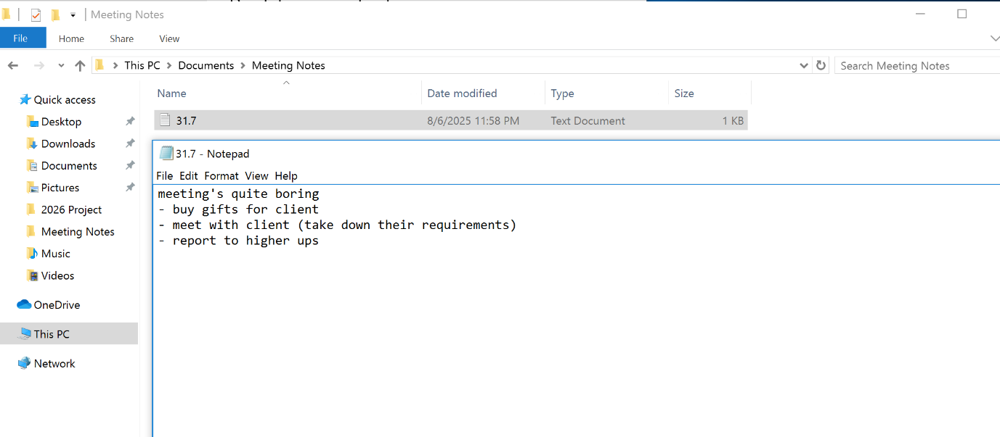 Meeting Notes
File Home Share View
This PC > Documents > Meeting Notes
Search Meeting Notes
Name Date modified Type Size
31.7 8/6/2025 11:58 PM Text Document 1 KB
Quick access
Desktop
Downloads
Documents
Pictures
2026 Project
Meeting Notes
Music
Videos
OneDrive
This PC
Network
31.7 - Notepad
File Edit Format View Help
meeting's quite boring
- buy gifts for client
- meet with client (take down their requirements)
- report to higher ups